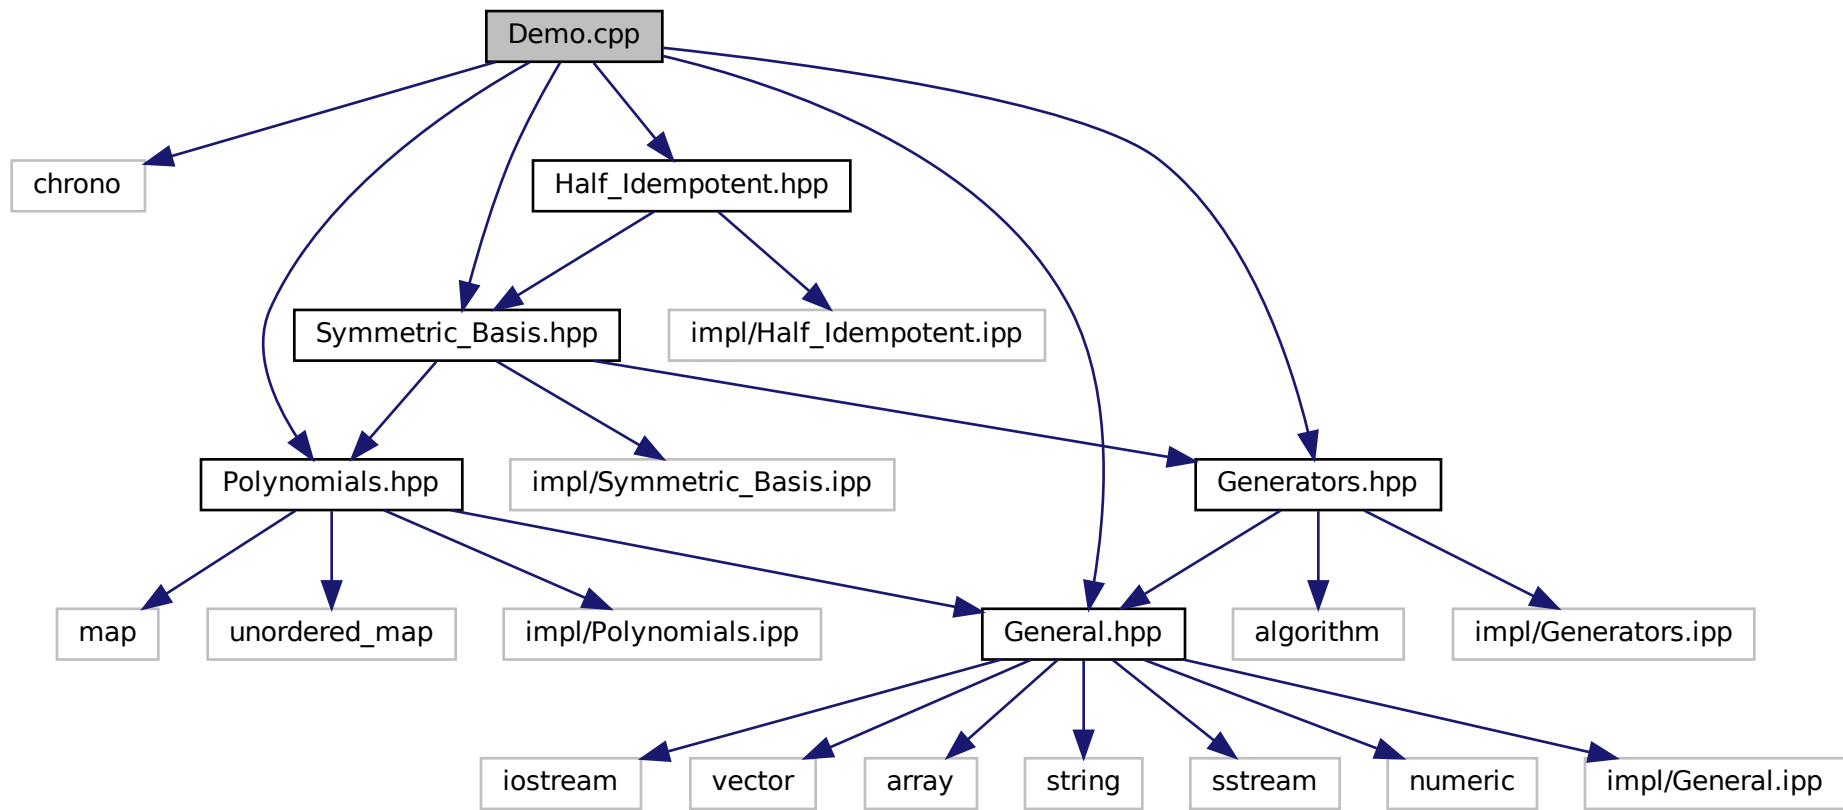 Demo.cpp
chrono
Half_Idempotent.hpp
Symmetric_Basis.hpp
impl/Half_Idempotent.ipp
Polynomials.hpp
impl/Symmetric_Basis.ipp
Generators.hpp
map
unordered_map
impl/Polynomials.ipp
General.hpp
algorithm
impl/Generators.ipp
iostream
vector
array
string
sstream
numeric
impl/General.ipp